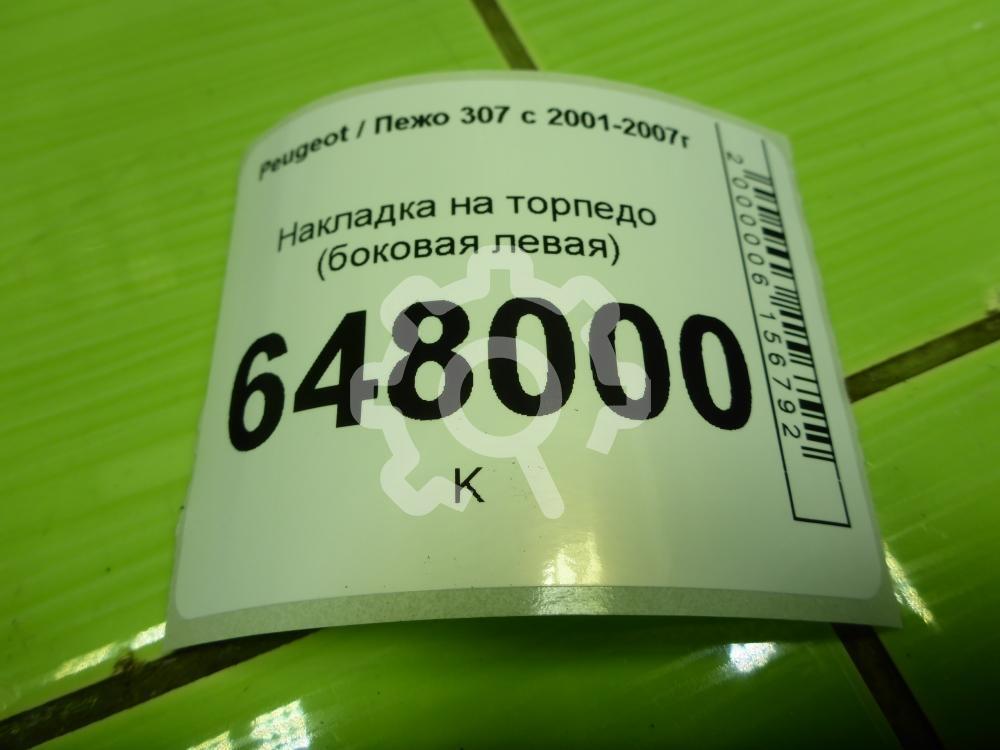 Peugeot / Пежо 307 с 2001-2007г
Накладка на торпедо
(боковая левая)
648000
К
2000006156792